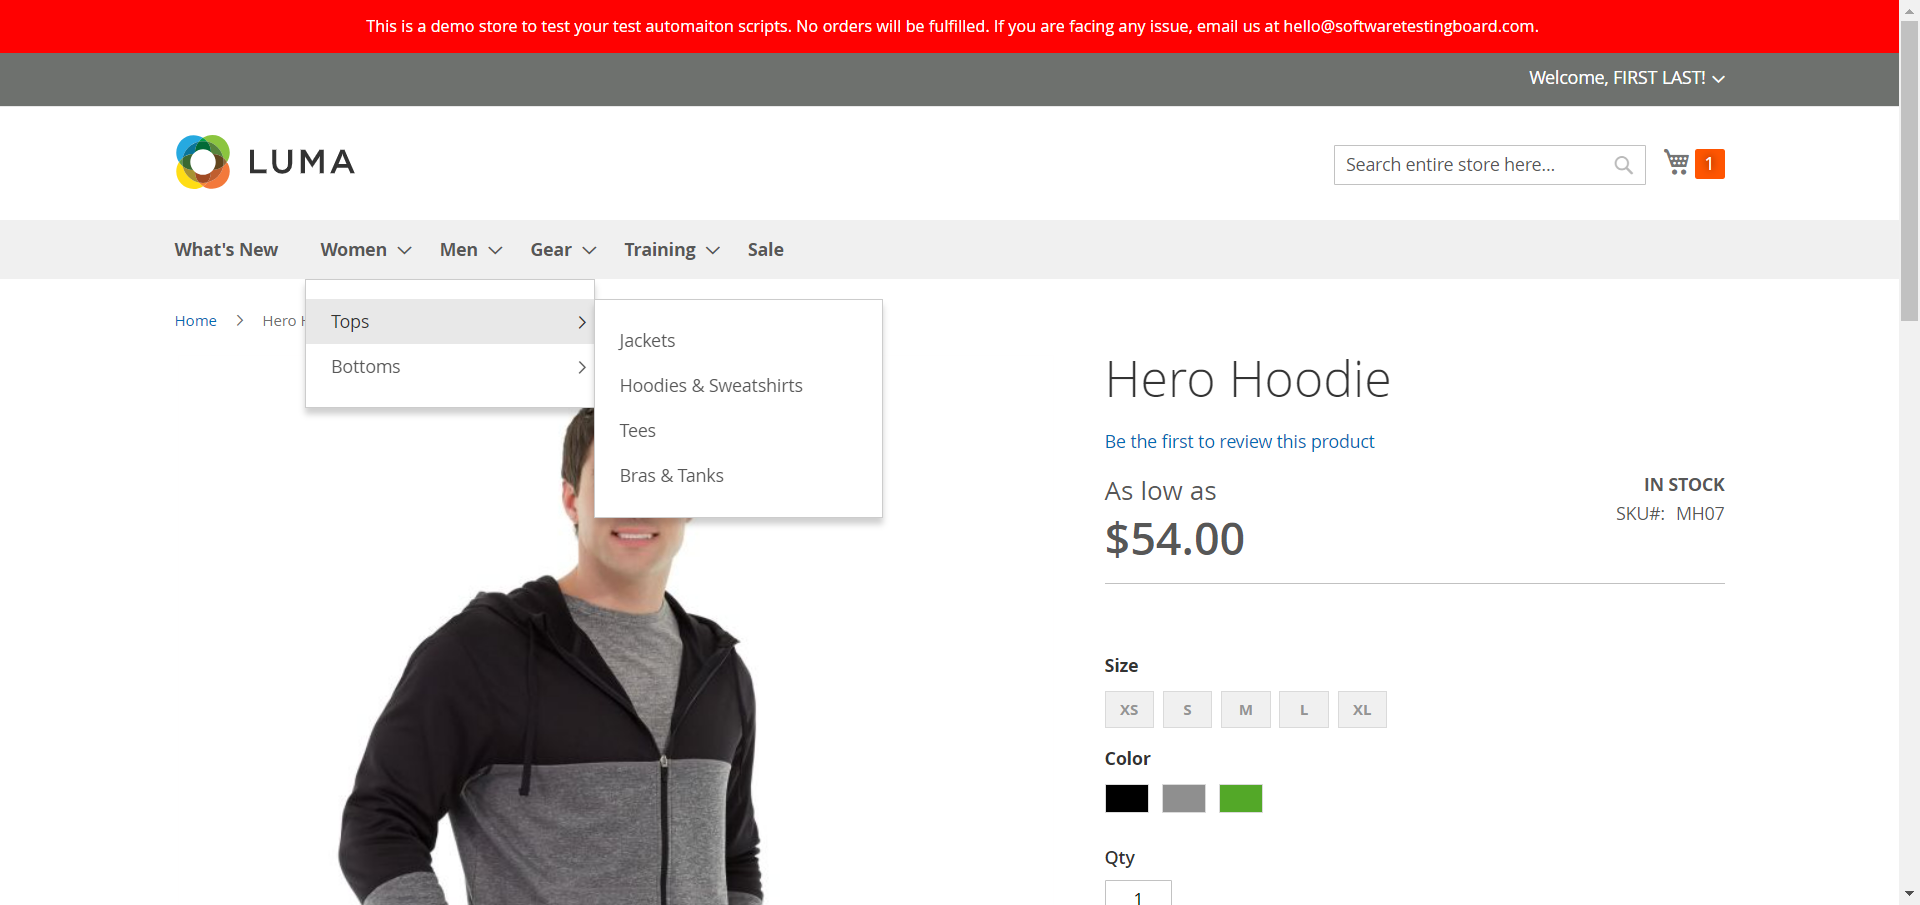 This is a demo store to test your test automaiton scripts. No orders will be fulfilled. If you are facing any issue, email us at hello@softwaretestingboard.com.
Welcome, FIRST LAST!
LUMA
Search entire store here...
1
What's New
Women
Men
Gear
Training
Sale
Home
Hero H
Tops
Bottoms
Jackets
Hoodies & Sweatshirts
Tees
Bras & Tanks
Hero Hoodie
Be the first to review this product
As low as
$54.00
IN STOCK
SKU#: MH07
Size
XS
S
M
L
XL
Color
Qty
1